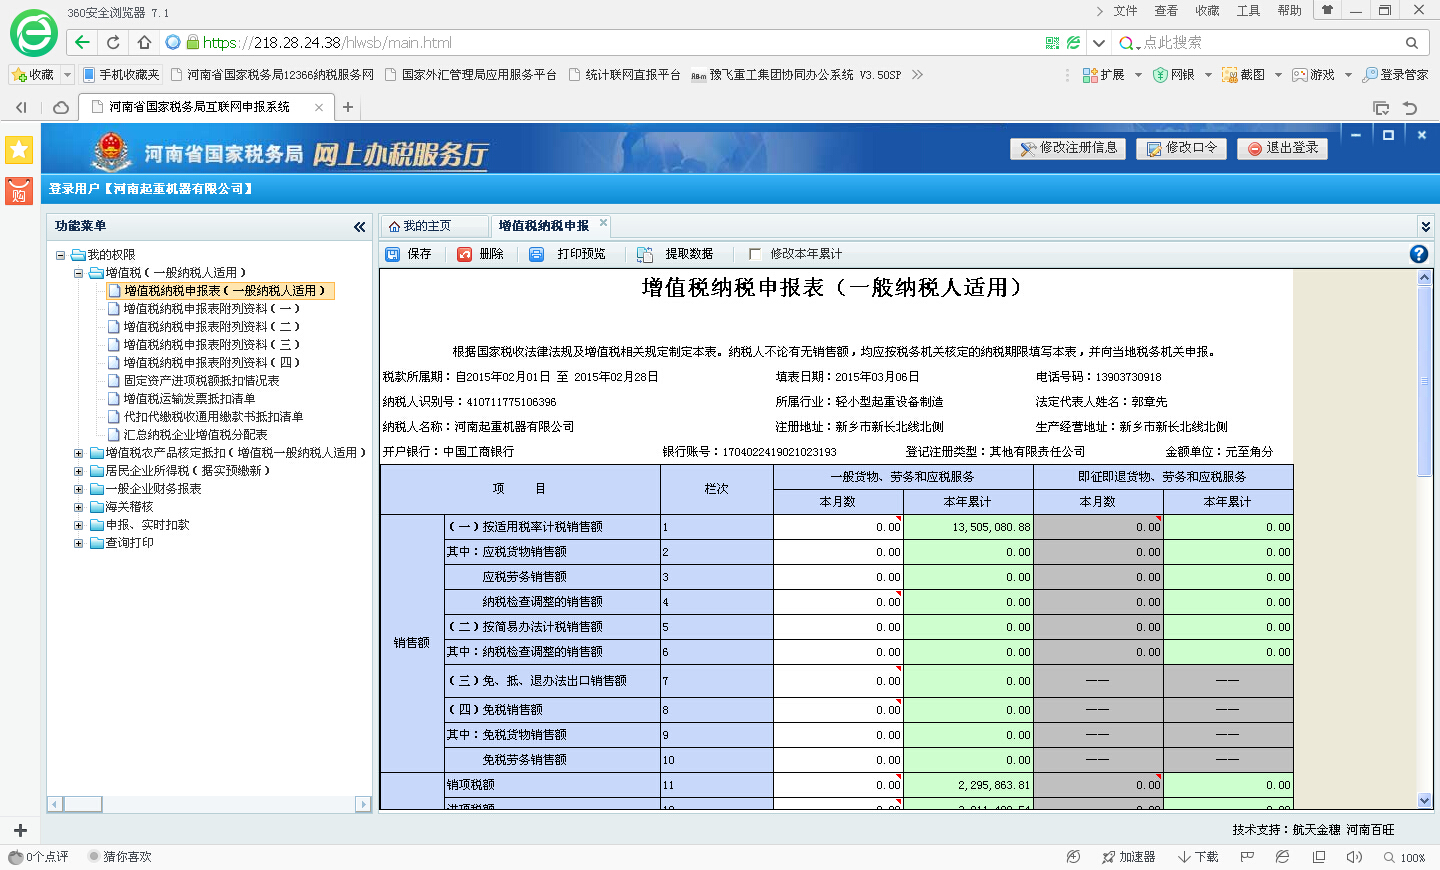 360安全浏览器 7.1
文件 查看 收藏 工具 帮助
https://218.28.24.38/hlwsb/main.html
点此搜索
收藏 手机收藏夹 河南省国家税务局12366纳税服务网 国家外汇管理局应用服务平台 统计联网直报平台 豫飞重工集团协同办公系统 V3.50SP
扩展 网银 截图 游戏 登录管家
河南省国家税务局互联网申报系统
河南省国家税务局 网上办税服务厅
修改注册信息 修改口令 退出登录
登录用户【河南起重机器有限公司】
功能菜单
我的主页 增值税纳税申报
保存 删除 打印预览 提取数据 修改本年累计
我的权限
增值税（一般纳税人适用）
增值税纳税申报表（一般纳税人适用）
增值税纳税申报表附列资料（一）
增值税纳税申报表附列资料（二）
增值税纳税申报表附列资料（三）
增值税纳税申报表附列资料（四）
固定资产进项税额抵扣情况表
增值税运输发票抵扣清单
代扣代缴税收通用缴款书抵扣清单
汇总纳税企业增值税分配表
增值税农产品核定抵扣（增值税一般纳税人适用）
居民企业所得税（据实预缴新）
一般企业财务报表
海关稽核
申报、实时扣款
查询打印
增值税纳税申报表（一般纳税人适用）
根据国家税收法律法规及增值税相关规定制定本表。纳税人不论有无销售额，均应按税务机关核定的纳税期限填写本表，并向当地税务机关申报。
税款所属期：自2015年02月01日 至 2015年02月28日 填表日期：2015年03月06日 电话号码：13903730918
纳税人识别号：410711775106396 所属行业：轻小型起重设备制造 法定代表人姓名：郭章先
纳税人名称：河南起重机器有限公司 注册地址：新乡市新长北线北侧 生产经营地址：新乡市新长北线北侧
开户银行：中国工商银行 银行账号：1704022419021023193 登记注册类型：其他有限责任公司 金额单位：元至角分
项 目 栏次 一般货物、劳务和应税服务 即征即退货物、劳务和应税服务
本月数 本年累计 本月数 本年累计
销售额
（一）按适用税率计税销售额 1 0.00 13,505,080.88 0.00 0.00
其中：应税货物销售额 2 0.00 0.00 0.00 0.00
应税劳务销售额 3 0.00 0.00 0.00 0.00
纳税检查调整的销售额 4 0.00 0.00 0.00 0.00
（二）按简易办法计税销售额 5 0.00 0.00 0.00 0.00
其中：纳税检查调整的销售额 6 0.00 0.00 0.00 0.00
（三）免、抵、退办法出口销售额 7 0.00 0.00 —— ——
（四）免税销售额 8 0.00 0.00 —— ——
其中：免税货物销售额 9 0.00 0.00 —— ——
免税劳务销售额 10 0.00 0.00 —— ——
销项税额 11 0.00 2,295,863.81 0.00 0.00
技术支持：航天金穗 河南百旺
0个点评 猜你喜欢
加速器 下载 100%